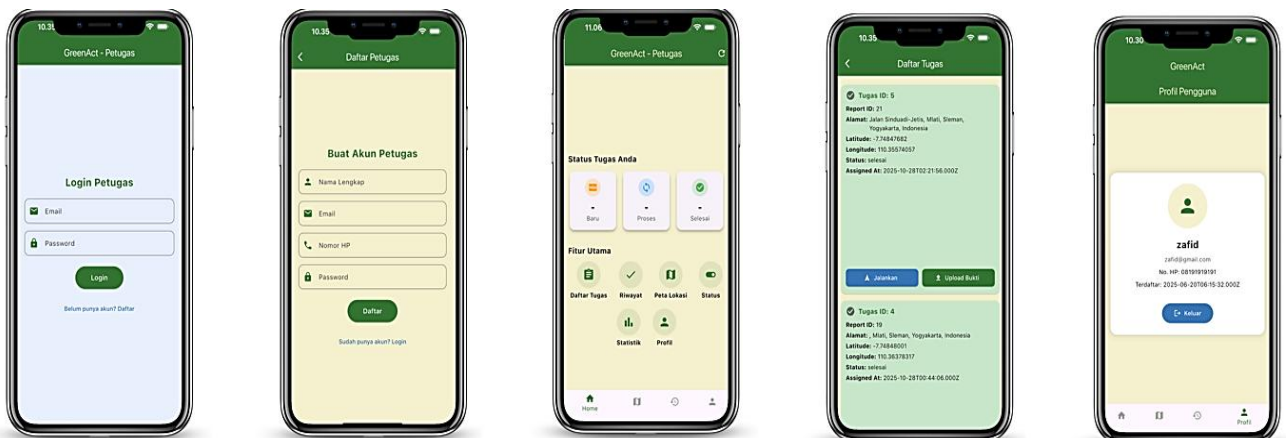 10.35
GreenAct - Petugas
Login Petugas
Email
Password
Login
Belum punya akun? Daftar
10.35
Daftar Petugas
Buat Akun Petugas
Nama Lengkap
Email
Nomor HP
Password
Daftar
Sudah punya akun? Login
11.06
GreenAct - Petugas
Status Tugas Anda
- - -
Baru Proses Selesai
Fitur Utama
Daftar Tugas Riwayat Peta Lokasi Status
Statistik Profil
Home
10.35
Daftar Tugas
Tugas ID: 5
Report ID: 21
Alamat: Jalan Sinduadi-Jetis, Mlati, Sleman,
Yogyakarta, Indonesia
Latitude: -7.74847682
Longitude: 110.35574057
Status: selesai
Assigned At: 2025-10-28T02:21:56.000Z
Jalankan Upload Bukti
Tugas ID: 4
Report ID: 19
Alamat: , Mlati, Sleman, Yogyakarta, Indonesia
Latitude: -7.74848001
Longitude: 110.36378317
Status: selesai
Assigned At: 2025-10-28T00:44:06.000Z
10.30
GreenAct
Profil Pengguna
zafid
zafid@gmail.com
No. HP: 08191919191
Terdaftar: 2025-06-20T06:15:32.000Z
Keluar
Profil